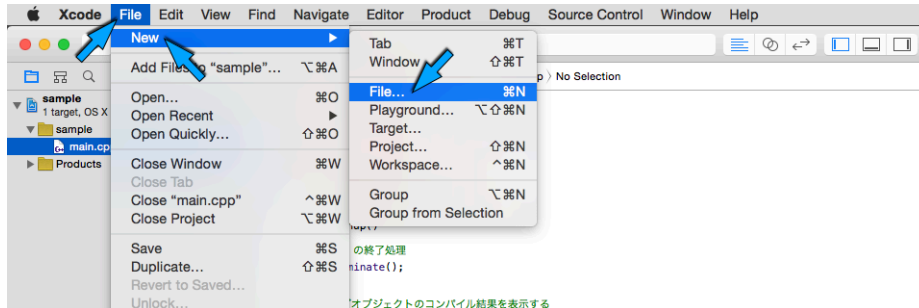 Xcode File Edit View Find Navigate Editor Product Debug Source Control Window Help
New
Add Files to "sample"... ⌥⌘A
Open... ⌘O
Open Recent
Open Quickly... ⇧⌘O
Close Window ⌘W
Close Tab
Close "main.cpp" ^⌘W
Close Project ⌥⌘W
Save ⌘S
Duplicate... ⇧⌘S
Revert to Saved...
Unlock...
Tab ⌘T
Window ⇧⌘T
File... ⌘N
Playground... ⌥⇧⌘N
Target...
Project... ⇧⌘N
Workspace... ^⌘N
Group ⌥⌘N
Group from Selection
No Selection
sample
1 target, OS X
sample
main.cp
Products
の終了処理
minate();
オブジェクトのコンパイル結果を表示する